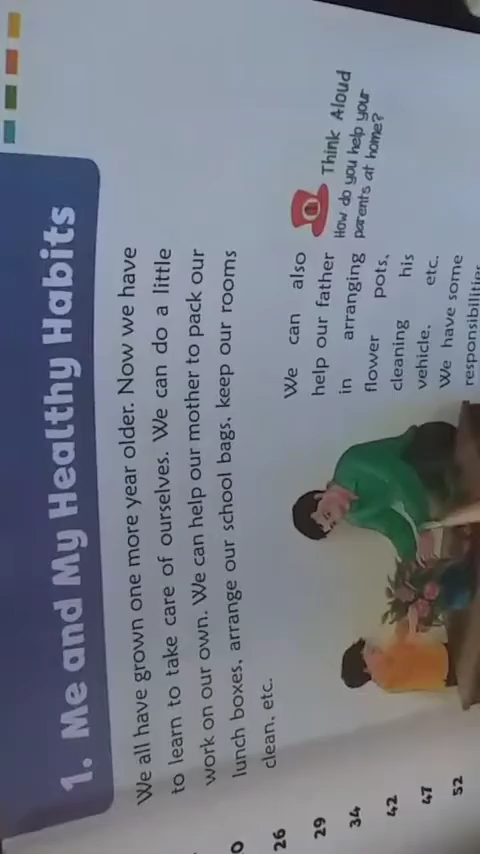 1. Me and My Healthy Habits
We all have grown one more year older. Now we have
to learn to take care of ourselves. We can do a little
work on our own. We can help our mother to pack our
lunch boxes, arrange our school bags, keep our rooms
clean, etc.
We can also
help our father
in arranging
flower pots,
cleaning his
vehicle, etc.
We have some
Think Aloud
How do you help your
parents at home?
26
29
34
42
47
52